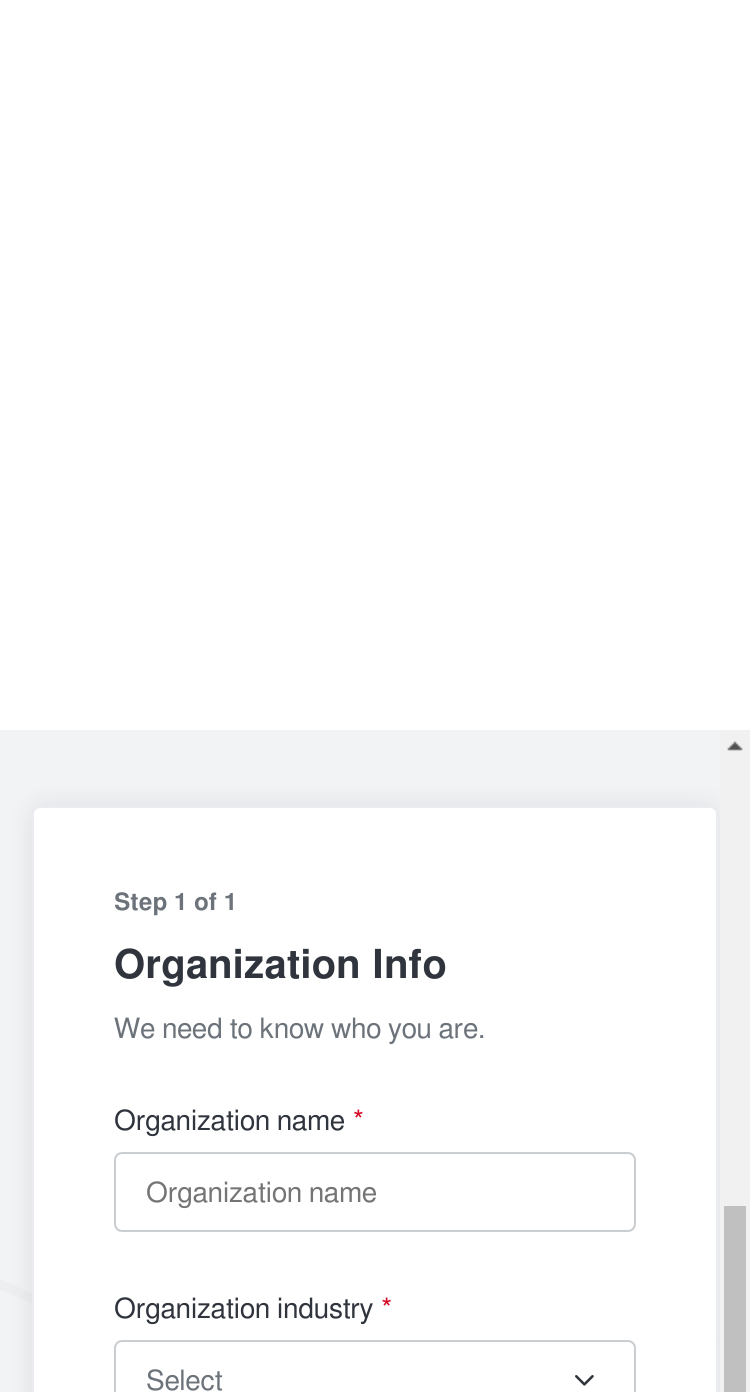 Step 1 of 1
Organization Info
We need to know who you are.
Organization name *
Organization name
Organization industry *
Select